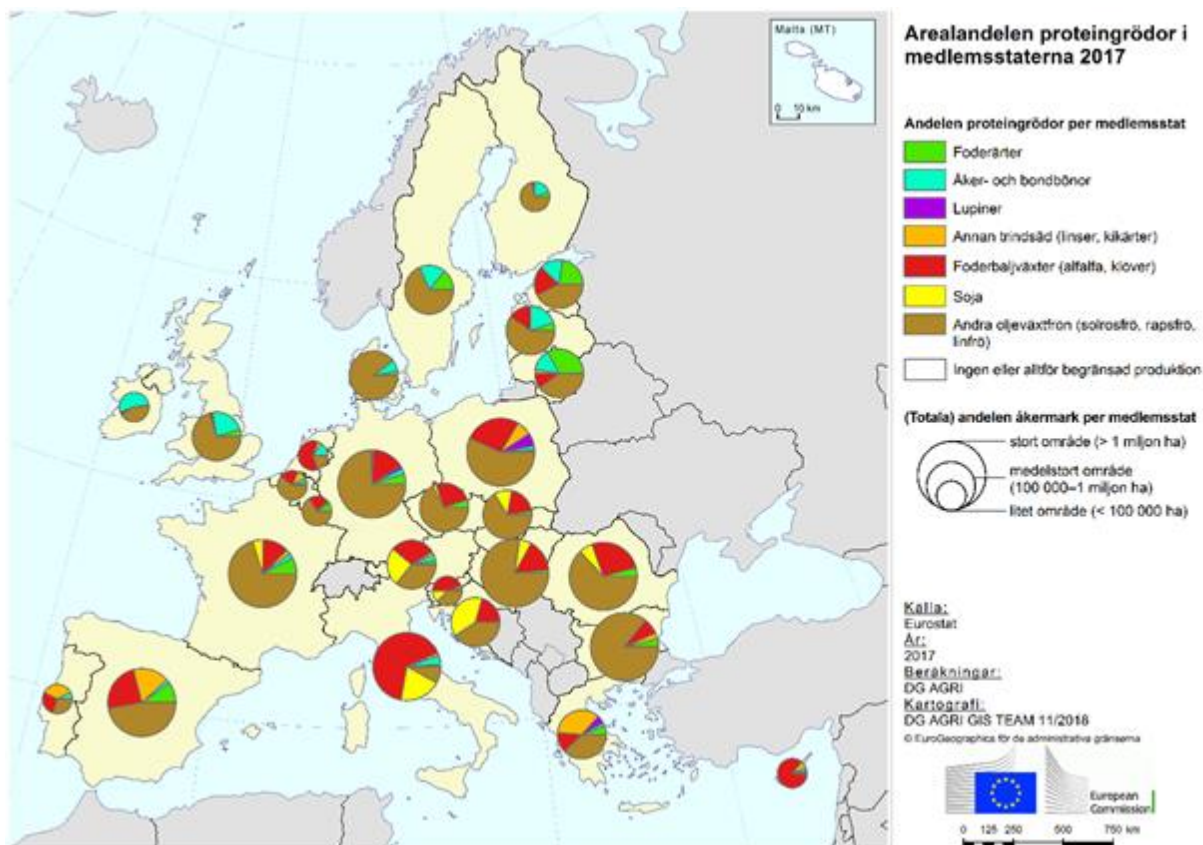 Malta (MT)
0 10 km
Arealandelen proteingrödor i
medlemsstaterna 2017
Andelen proteingrödor per medlemsstat
Foderärter
Åker- och bondbönor
Lupiner
Annan trindsäd (linser, kikärter)
Foderbaljväxter (alfalfa, klöver)
Soja
Andra oljeväxtfrön (solrosfrö, rapsfrö,
linfrö)
Ingen eller alltför begränsad produktion
(Totala) andelen åkermark per medlemsstat
stort område (> 1 miljon ha)
medelstort område
(100 000–1 miljon ha)
litet område (< 100 000 ha)
Källa:
Eurostat
År:
2017
Beräkningar:
DG AGRI
Kartografi:
DG AGRI GIS TEAM 11/2018
© EuroGeographics för de administrativa gränserna
European
Commission
0 125 250 500 750 km